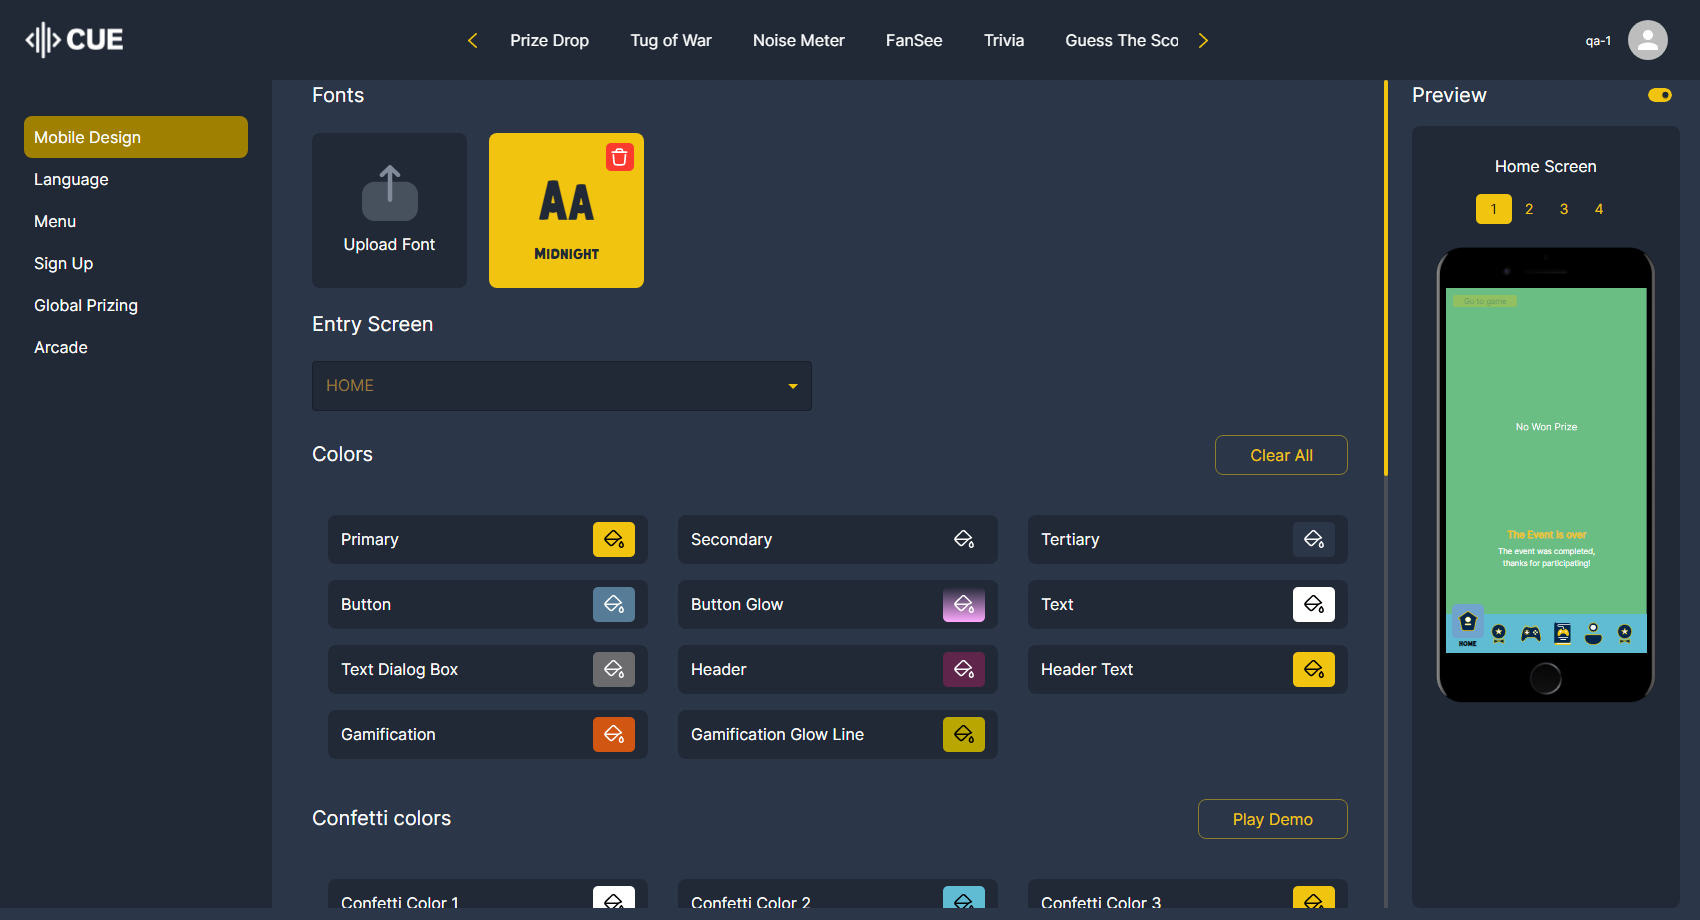 CUE
Prize Drop
Tug of War
Noise Meter
FanSee
Trivia
Guess The Sco
qa-1
Mobile Design
Language
Menu
Sign Up
Global Prizing
Arcade
Fonts
Upload Font
AA
MIDNIGHT
Entry Screen
HOME
Colors
Clear All
Primary
Secondary
Tertiary
Button
Button Glow
Text
Text Dialog Box
Header
Header Text
Gamification
Gamification Glow Line
Confetti colors
Play Demo
Confetti Color 1
Confetti Color 2
Confetti Color 3
Preview
Home Screen
1 2 3 4
Go to game
No Won Prize
The Event is over
The event was completed,
thanks for participating!
HOME